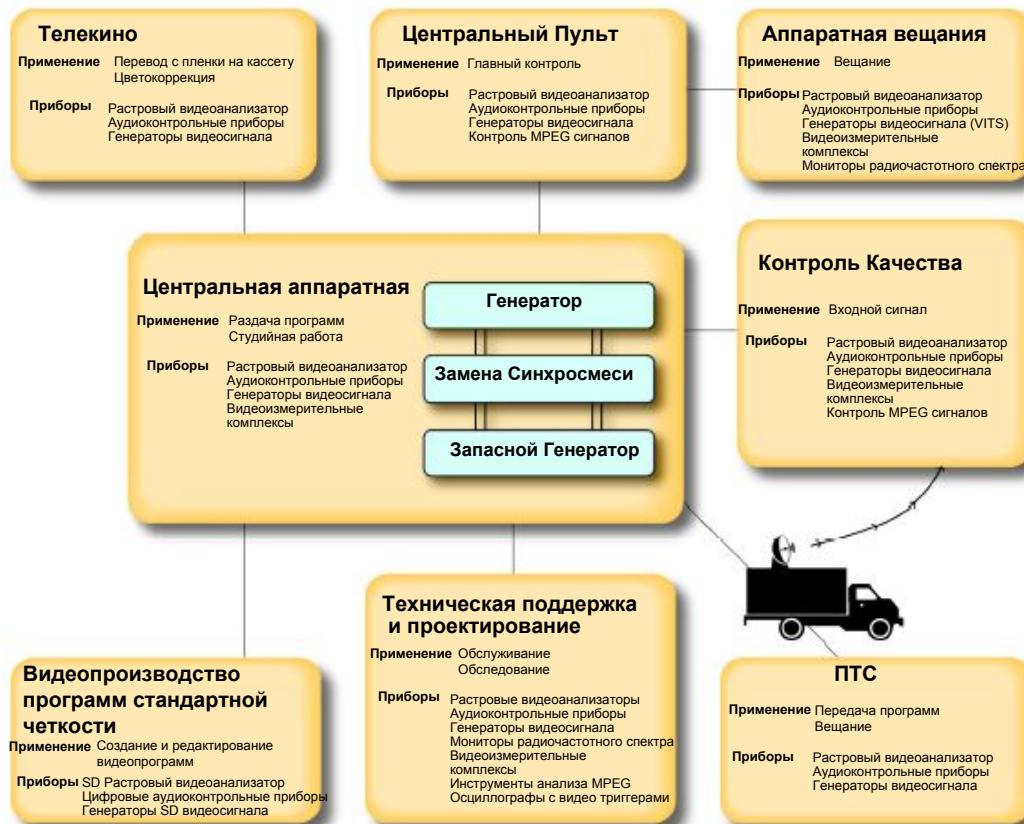 Телекино
Применение Перевод с пленки на кассету
Цветокоррекция
Приборы Растровый видеоанализатор
Аудиоконтрольные приборы
Генераторы видеосигнала
Центральный Пульт
Применение Главный контроль
Приборы Растровый видеоанализатор
Аудиоконтрольные приборы
Генераторы видеосигнала
Контроль MPEG сигналов
Аппаратная вещания
Применение Вещание
Приборы Растровый видеоанализатор
Аудиоконтрольные приборы
Генераторы видеосигнала (VITS)
Видеоизмерительные
комплексы
Мониторы радиочастотного спектра
Центральная аппаратная
Применение Раздача программ
Студийная работа
Приборы Растровый видеоанализатор
Аудиоконтрольные приборы
Генераторы видеосигнала
Видеоизмерительные
комплексы
Генератор
Замена Синхросмеси
Запасной Генератор
Контроль Качества
Применение Входной сигнал
Приборы Растровый видеоанализатор
Аудиоконтрольные приборы
Генераторы видеосигнала
Видеоизмерительные
комплексы
Контроль MPEG сигналов
Видеопроизводство
программ стандартной
четкости
Применение Создание и редактирование
видеопрограмм
Приборы SD Растровый видеоанализатор
Цифровые аудиоконтрольные приборы
Генераторы SD видеосигнала
Техническая поддержка
и проектирование
Применение Обслуживание
Обследование
Приборы Растровые видеоанализаторы
Аудиоконтрольные приборы
Генераторы видеосигнала
Мониторы радиочастотного спектра
Видеоизмерительные
комплексы
Инструменты анализа MPEG
Осциллографы с видео триггерами
ПТС
Применение Передача программ
Вещание
Приборы Растровый видеоанализатор
Аудиоконтрольные приборы
Генераторы видеосигнала